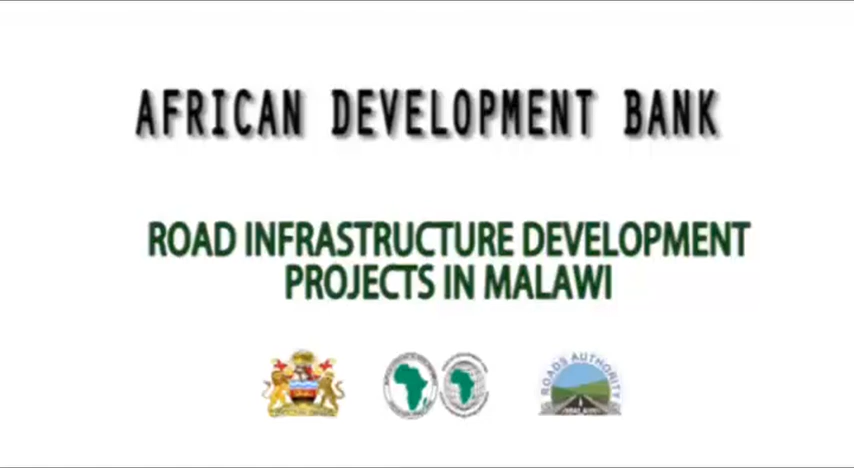 AFRICAN DEVELOPMENT BANK
ROAD INFRASTRUCTURE DEVELOPMENT
PROJECTS IN MALAWI
ROADS AUTHORITY